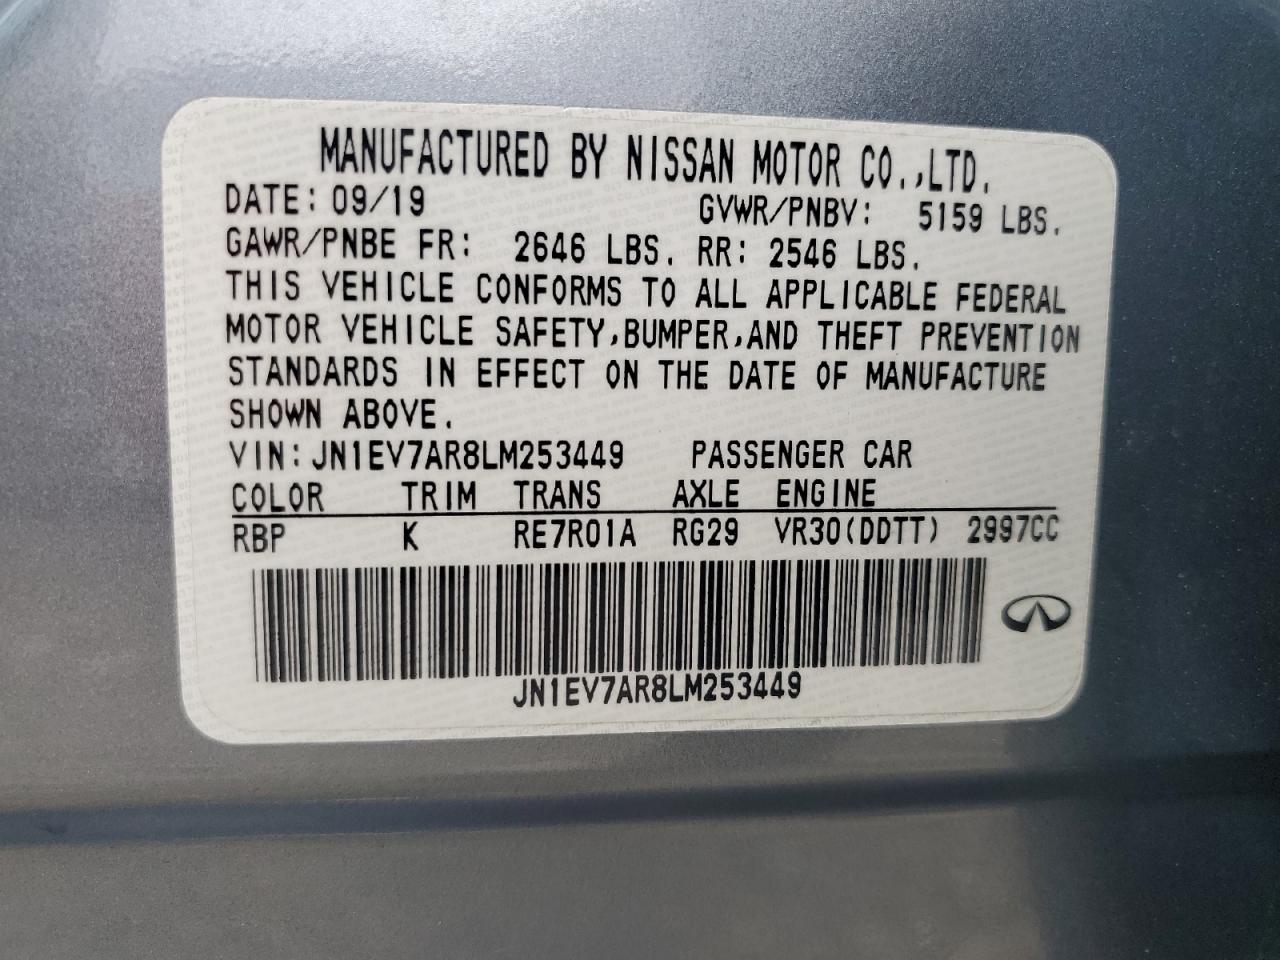 MANUFACTURED BY NISSAN MOTOR CO.,LTD.
DATE: 09/19 GVWR/PNBV: 5159 LBS.
GAWR/PNBE FR: 2646 LBS. RR: 2546 LBS.
THIS VEHICLE CONFORMS TO ALL APPLICABLE FEDERAL
MOTOR VEHICLE SAFETY,BUMPER,AND THEFT PREVENTION
STANDARDS IN EFFECT ON THE DATE OF MANUFACTURE
SHOWN ABOVE.
VIN: JN1EV7AR8LM253449 PASSENGER CAR
COLOR TRIM TRANS AXLE ENGINE
RBP K RE7R01A RG29 VR30(DDTT) 2997CC
JN1EV7AR8LM253449